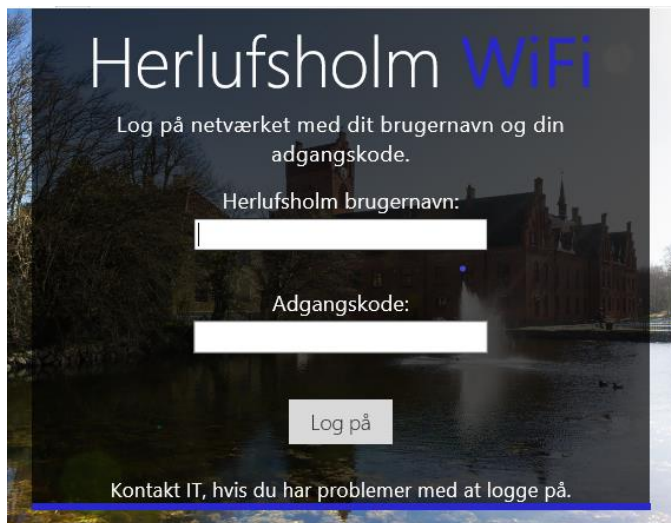 Herlufsholm WiFi
Log på netværket med dit brugernavn og din
adgangskode.
Herlufsholm brugernavn:
Adgangskode:
Log på
Kontakt IT, hvis du har problemer med at logge på.